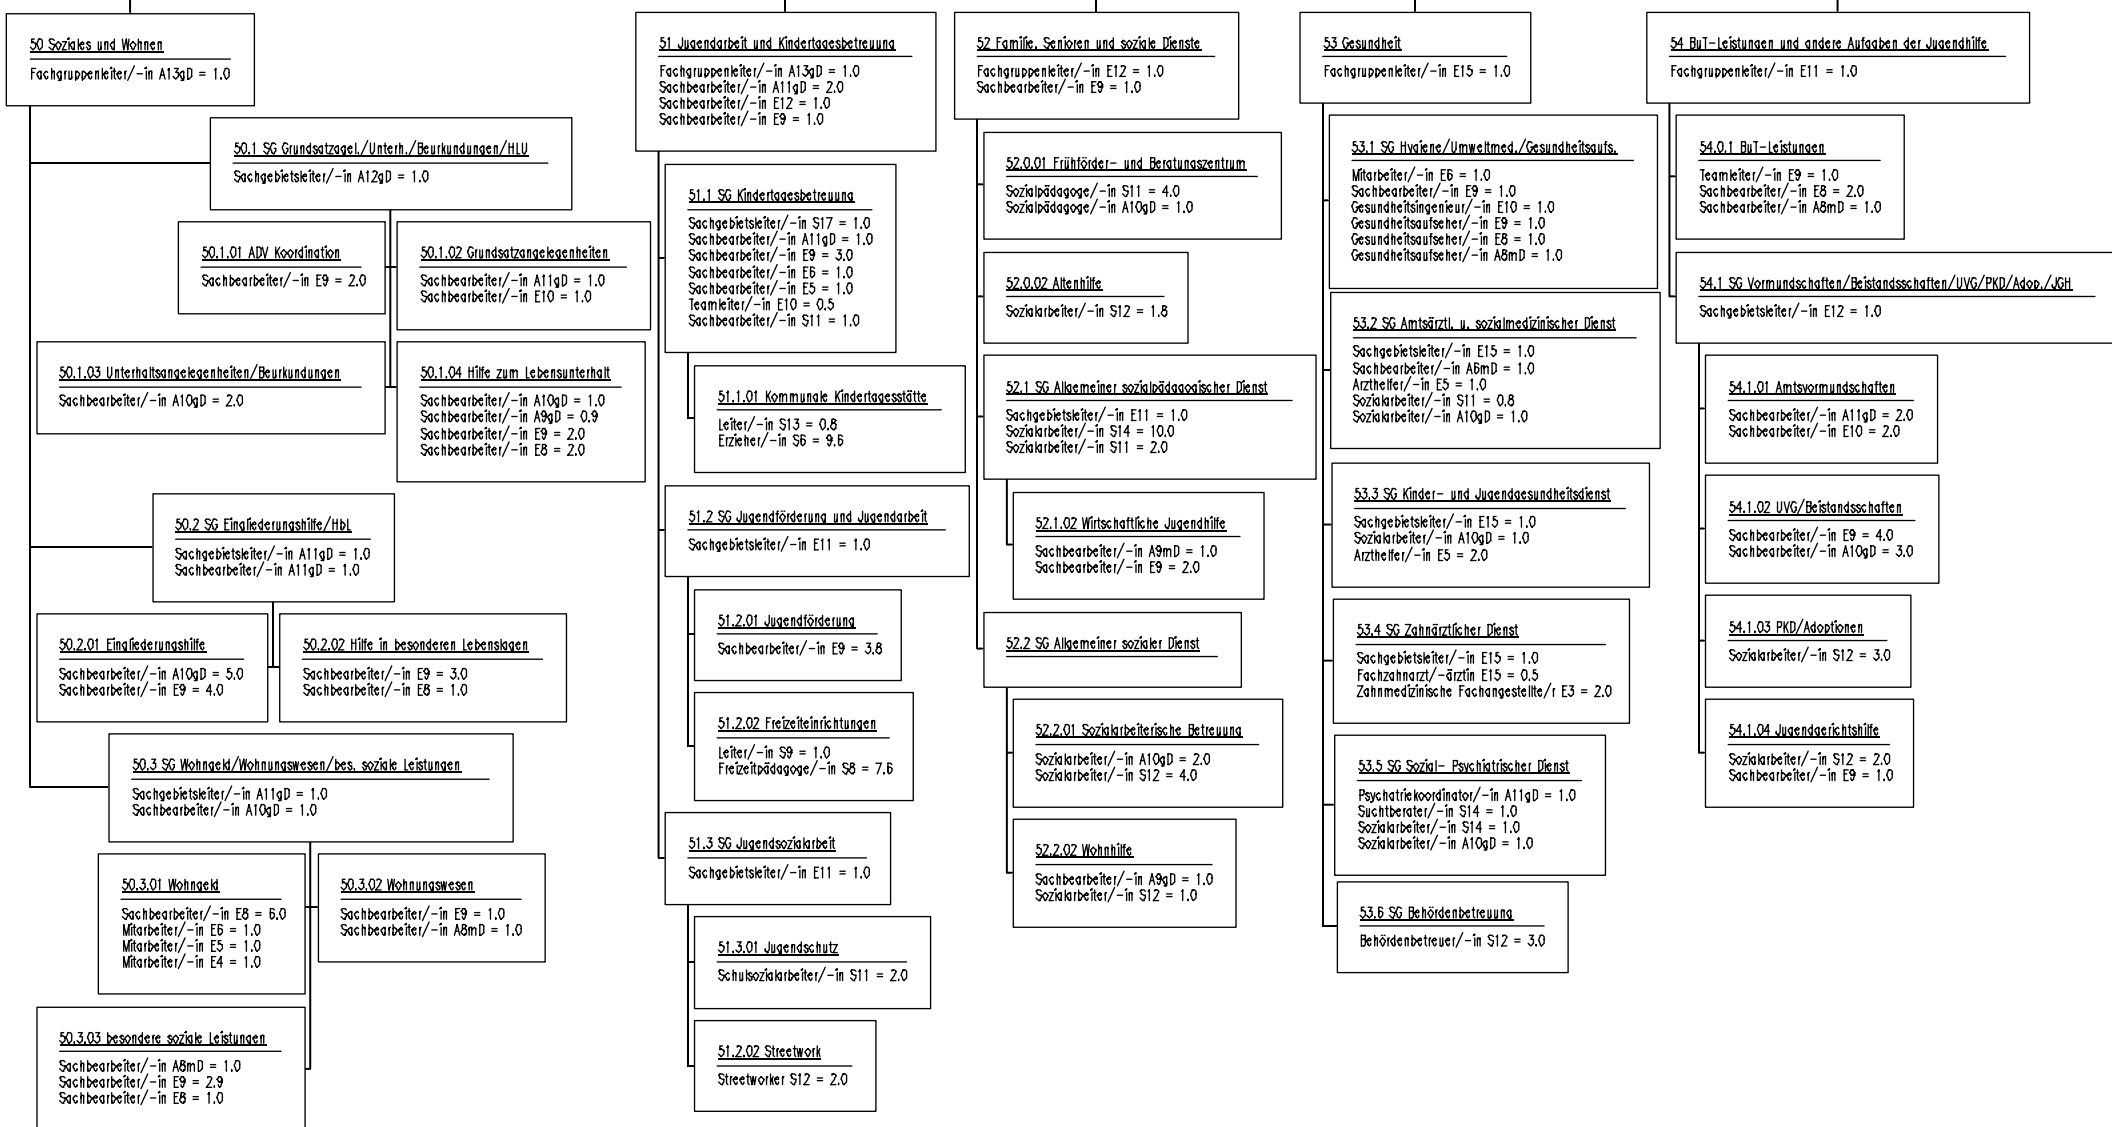 50 Soziales und Wohnen
Fachgruppenleiter/-in A13gD = 1.0
50.1 SG Grundsatzagel./Unterh./Beurkundungen/HLU
Sachgebietsleiter/-in A12gD = 1.0
50.1.01 ADV Koordination
Sachbearbeiter/-in E9 = 2.0
50.1.02 Grundsatzangelegenheiten
Sachbearbeiter/-in A11gD = 1.0
Sachbearbeiter/-in E10 = 1.0
50.1.03 Unterhaltsangelegenheiten/Beurkundungen
Sachbearbeiter/-in A10gD = 2.0
50.1.04 Hilfe zum Lebensunterhalt
Sachbearbeiter/-in A10gD = 1.0
Sachbearbeiter/-in A9gD = 0.9
Sachbearbeiter/-in E9 = 2.0
Sachbearbeiter/-in E8 = 2.0
50.2 SG Eingliederungshilfe/HbL
Sachgebietsleiter/-in A11gD = 1.0
Sachbearbeiter/-in A11gD = 1.0
50.2.01 Eingliederungshilfe
Sachbearbeiter/-in A10gD = 5.0
Sachbearbeiter/-in E9 = 4.0
50.2.02 Hilfe in besonderen Lebenslagen
Sachbearbeiter/-in E9 = 3.0
Sachbearbeiter/-in E8 = 1.0
50.3 SG Wohngeld/Wohnungswesen/bes. soziale Leistungen
Sachgebietsleiter/-in A11gD = 1.0
Sachbearbeiter/-in A10gD = 1.0
50.3.01 Wohngeld
Sachbearbeiter/-in E8 = 6.0
Mitarbeiter/-in E6 = 1.0
Mitarbeiter/-in E5 = 1.0
Mitarbeiter/-in E4 = 1.0
50.3.02 Wohnungswesen
Sachbearbeiter/-in E9 = 1.0
Sachbearbeiter/-in A8mD = 1.0
50.3.03 besondere soziale Leistungen
Sachbearbeiter/-in A8mD = 1.0
Sachbearbeiter/-in E9 = 2.9
Sachbearbeiter/-in E8 = 1.0
51 Jugendarbeit und Kindertagesbetreuung
Fachgruppenleiter/-in A13gD = 1.0
Sachbearbeiter/-in A11gD = 2.0
Sachbearbeiter/-in E12 = 1.0
Sachbearbeiter/-in E9 = 1.0
51.1 SG Kindertagesbetreuung
Sachgebietsleiter/-in S17 = 1.0
Sachbearbeiter/-in A11gD = 1.0
Sachbearbeiter/-in E9 = 3.0
Sachbearbeiter/-in E6 = 1.0
Sachbearbeiter/-in E5 = 1.0
Teamleiter/-in E10 = 0.5
Sachbearbeiter/-in S11 = 1.0
51.1.01 Kommunale Kindertagesstätte
Leiter/-in S13 = 0.8
Erzieher/-in S6 = 9.6
51.2 SG Jugendförderung und Jugendarbeit
Sachgebietsleiter/-in E11 = 1.0
51.2.01 Jugendförderung
Sachbearbeiter/-in E9 = 3.8
51.2.02 Freizeiteinrichtungen
Leiter/-in S9 = 1.0
Freizeitpädagoge/-in S8 = 7.6
51.3 SG Jugendsozialarbeit
Sachgebietsleiter/-in E11 = 1.0
51.3.01 Jugendschutz
Schulsozialarbeiter/-in S11 = 2.0
51.2.02 Streetwork
Streetworker S12 = 2.0
52 Familie, Senioren und soziale Dienste
Fachgruppenleiter/-in E12 = 1.0
Sachbearbeiter/-in E9 = 1.0
52.0.01 Frühförder- und Beratungszentrum
Sozialpädagoge/-in S11 = 4.0
Sozialpädagoge/-in A10gD = 1.0
52.0.02 Altenhilfe
Sozialarbeiter/-in S12 = 1.8
52.1 SG Allgemeiner sozialpädagogischer Dienst
Sachgebietsleiter/-in E11 = 1.0
Sozialarbeiter/-in S14 = 10.0
Sozialarbeiter/-in S11 = 2.0
52.1.02 Wirtschaftliche Jugendhilfe
Sachbearbeiter/-in A9mD = 1.0
Sachbearbeiter/-in E9 = 2.0
52.2 SG Allgemeiner sozialer Dienst
52.2.01 Sozialarbeiterische Betreuung
Sozialarbeiter/-in A10gD = 2.0
Sozialarbeiter/-in S12 = 4.0
52.2.02 Wohnhilfe
Sachbearbeiter/-in A9gD = 1.0
Sozialarbeiter/-in S12 = 1.0
53 Gesundheit
Fachgruppenleiter/-in E15 = 1.0
53.1 SG Hygiene/Umweltmed./Gesundheitsaufs.
Mitarbeiter/-in E6 = 1.0
Sachbearbeiter/-in E9 = 1.0
Gesundheitsingenieur/-in E10 = 1.0
Gesundheitsaufseher/-in E9 = 1.0
Gesundheitsaufseher/-in E8 = 1.0
Gesundheitsaufseher/-in A8mD = 1.0
53.2 SG Amtsärztl. u. sozialmedizinischer Dienst
Sachgebietsleiter/-in E15 = 1.0
Sachbearbeiter/-in A6mD = 1.0
Arzthelfer/-in E5 = 1.0
Sozialarbeiter/-in S11 = 0.8
Sozialarbeiter/-in A10gD = 1.0
53.3 SG Kinder- und Jugendgesundheitsdienst
Sachgebietsleiter/-in E15 = 1.0
Sozialarbeiter/-in A10gD = 1.0
Arzthelfer/-in E5 = 2.0
53.4 SG Zahnärztlicher Dienst
Sachgebietsleiter/-in E15 = 1.0
Fachzahnarzt/-ärztin E15 = 0.5
Zahnmedizinische Fachangestellte/r E3 = 2.0
53.5 SG Sozial- Psychiatrischer Dienst
Psychatriekoordinator/-in A11gD = 1.0
Suchtberater/-in S14 = 1.0
Sozialarbeiter/-in S14 = 1.0
Sozialarbeiter/-in A10gD = 1.0
53.6 SG Behördenbetreuung
Behördenbetreuer/-in S12 = 3.0
54 BuT-Leistungen und andere Aufgaben der Jugendhilfe
Fachgruppenleiter/-in E11 = 1.0
54.0.1 BuT-Leistungen
Teamleiter/-in E9 = 1.0
Sachbearbeiter/-in E8 = 2.0
Sachbearbeiter/-in A8mD = 1.0
54.1 SG Vormundschaften/Beistandsschaften/UVG/PKD/Adop./JGH
Sachgebietsleiter/-in E12 = 1.0
54.1.01 Amtsvormundschaften
Sachbearbeiter/-in A11gD = 2.0
Sachbearbeiter/-in E10 = 2.0
54.1.02 UVG/Beistandsschaften
Sachbearbeiter/-in E9 = 4.0
Sachbearbeiter/-in A10gD = 3.0
54.1.03 PKD/Adoptionen
Sozialarbeiter/-in S12 = 3.0
54.1.04 Jugendgerichtshilfe
Sozialarbeiter/-in S12 = 2.0
Sachbearbeiter/-in E9 = 1.0